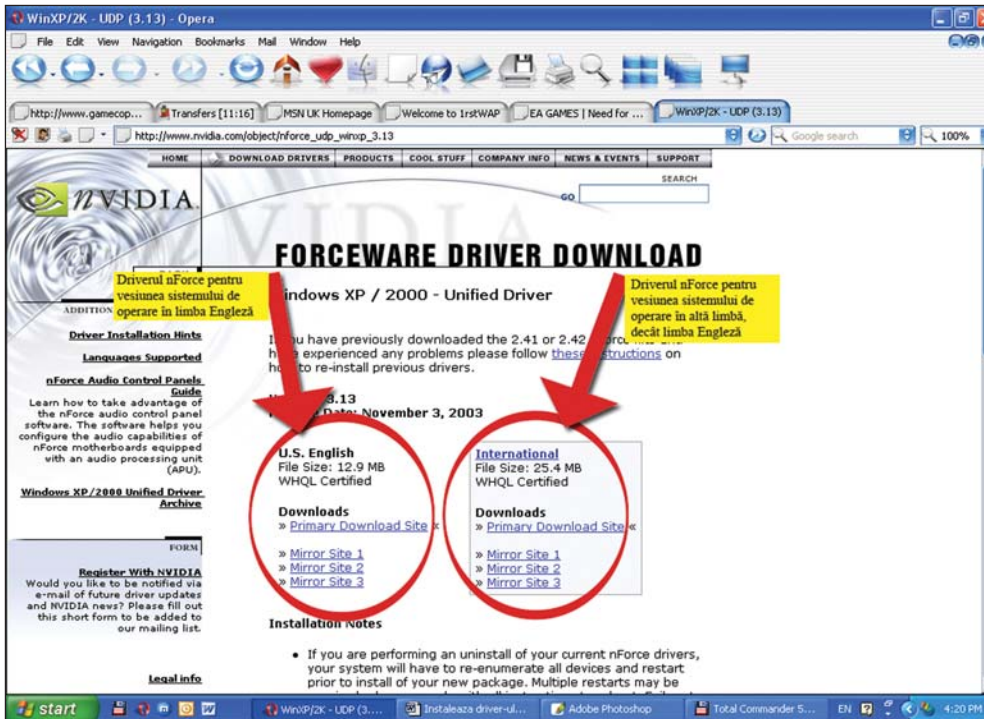 WinXP/2K - UDP (3.13) - Opera
File Edit View Navigation Bookmarks Mail Window Help
http://www.gamecop... Transfers [11:16] MSN UK Homepage Welcome to 1rstWAP EA GAMES | Need for ... WinXP/2K - UDP (3.13)
http://www.nvidia.com/object/nforce_udp_winxp_3.13 Google search 100%
HOME DOWNLOAD DRIVERS PRODUCTS COOL STUFF COMPANY INFO NEWS & EVENTS SUPPORT
SEARCH
GO
nVIDIA.
FORCEWARE DRIVER DOWNLOAD
Driverul nForce pentru
vesiunea sistemului de
operare în limba Engleză
Driverul nForce pentru
vesiunea sistemului de
operare în altă limbă,
decât limba Engleză
indows XP / 2000 - Unified Driver
ADDITION
Driver Installation Hints
Languages Supported
nForce Audio Control Panels
Guide
Learn how to take advantage of
the nForce audio control panel
software. The software helps you
configure the audio capabilities of
nForce motherboards equipped
with an audio processing unit
(APU).
Windows XP/2000 Unified Driver
Archive
FORM
Register With NVIDIA
Would you like to be notified via
e-mail of future driver updates
and NVIDIA news? Please fill out
this short form to be added to
our mailing list.
Legal info
you have previously downloaded the 2.41 or 2.42
have experienced any problems please follow these instructions on
how to re-install previous drivers.
3.13
Date: November 3, 2003
U.S. English
File Size: 12.9 MB
WHQL Certified
Downloads
» Primary Download Site «
» Mirror Site 1
» Mirror Site 2
» Mirror Site 3
International
File Size: 25.4 MB
WHQL Certified
Downloads
» Primary Download Site «
» Mirror Site 1
» Mirror Site 2
» Mirror Site 3
Installation Notes
• If you are performing an uninstall of your current nForce drivers,
your system will have to re-enumerate all devices and restart
prior to install of your new package. Multiple restarts may be
start WinXP/2K - UDP (3.... Instaleaza driver-ul... Adobe Photoshop Total Commander 5... EN 4:20 PM